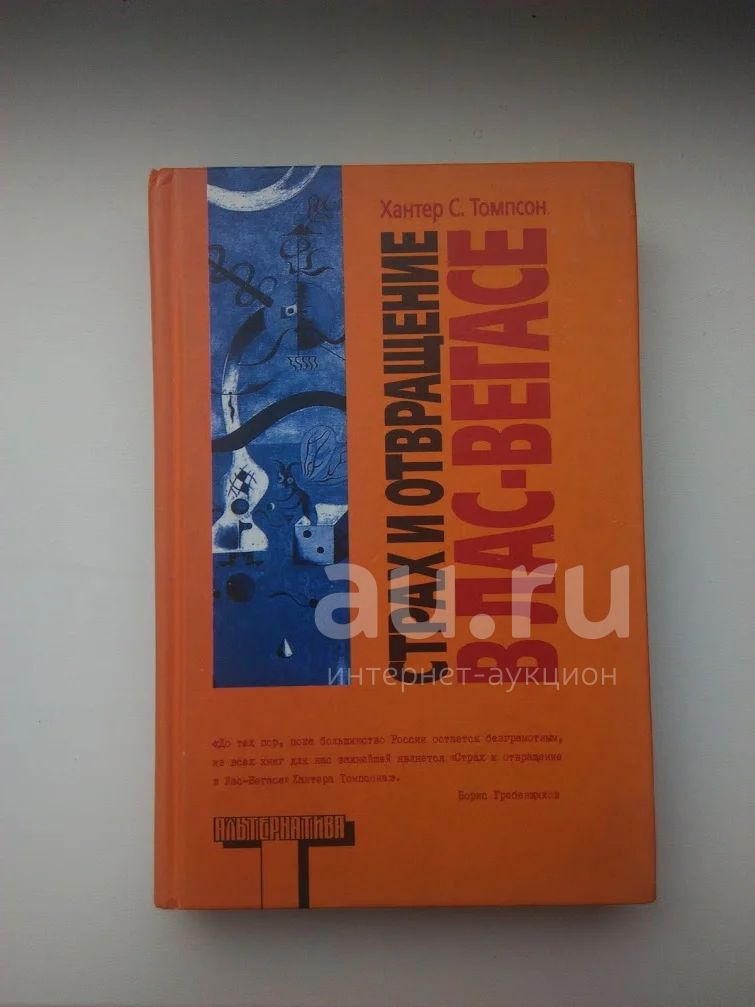 Хантер С. Томпсон
СТРАХ И ОТВРАЩЕНИЕ
В ЛАС-ВЕГАСЕ
au.ru
интернет-аукцион
«До тех пор, пока большинство России остается безграмотным,
из всех книг для нас важнейшей является «Страх и отвращение
в Лас-Вегасе» Хантера Томпсона».
Борис Гребенщиков
АЛЬТЕРНАТИВА